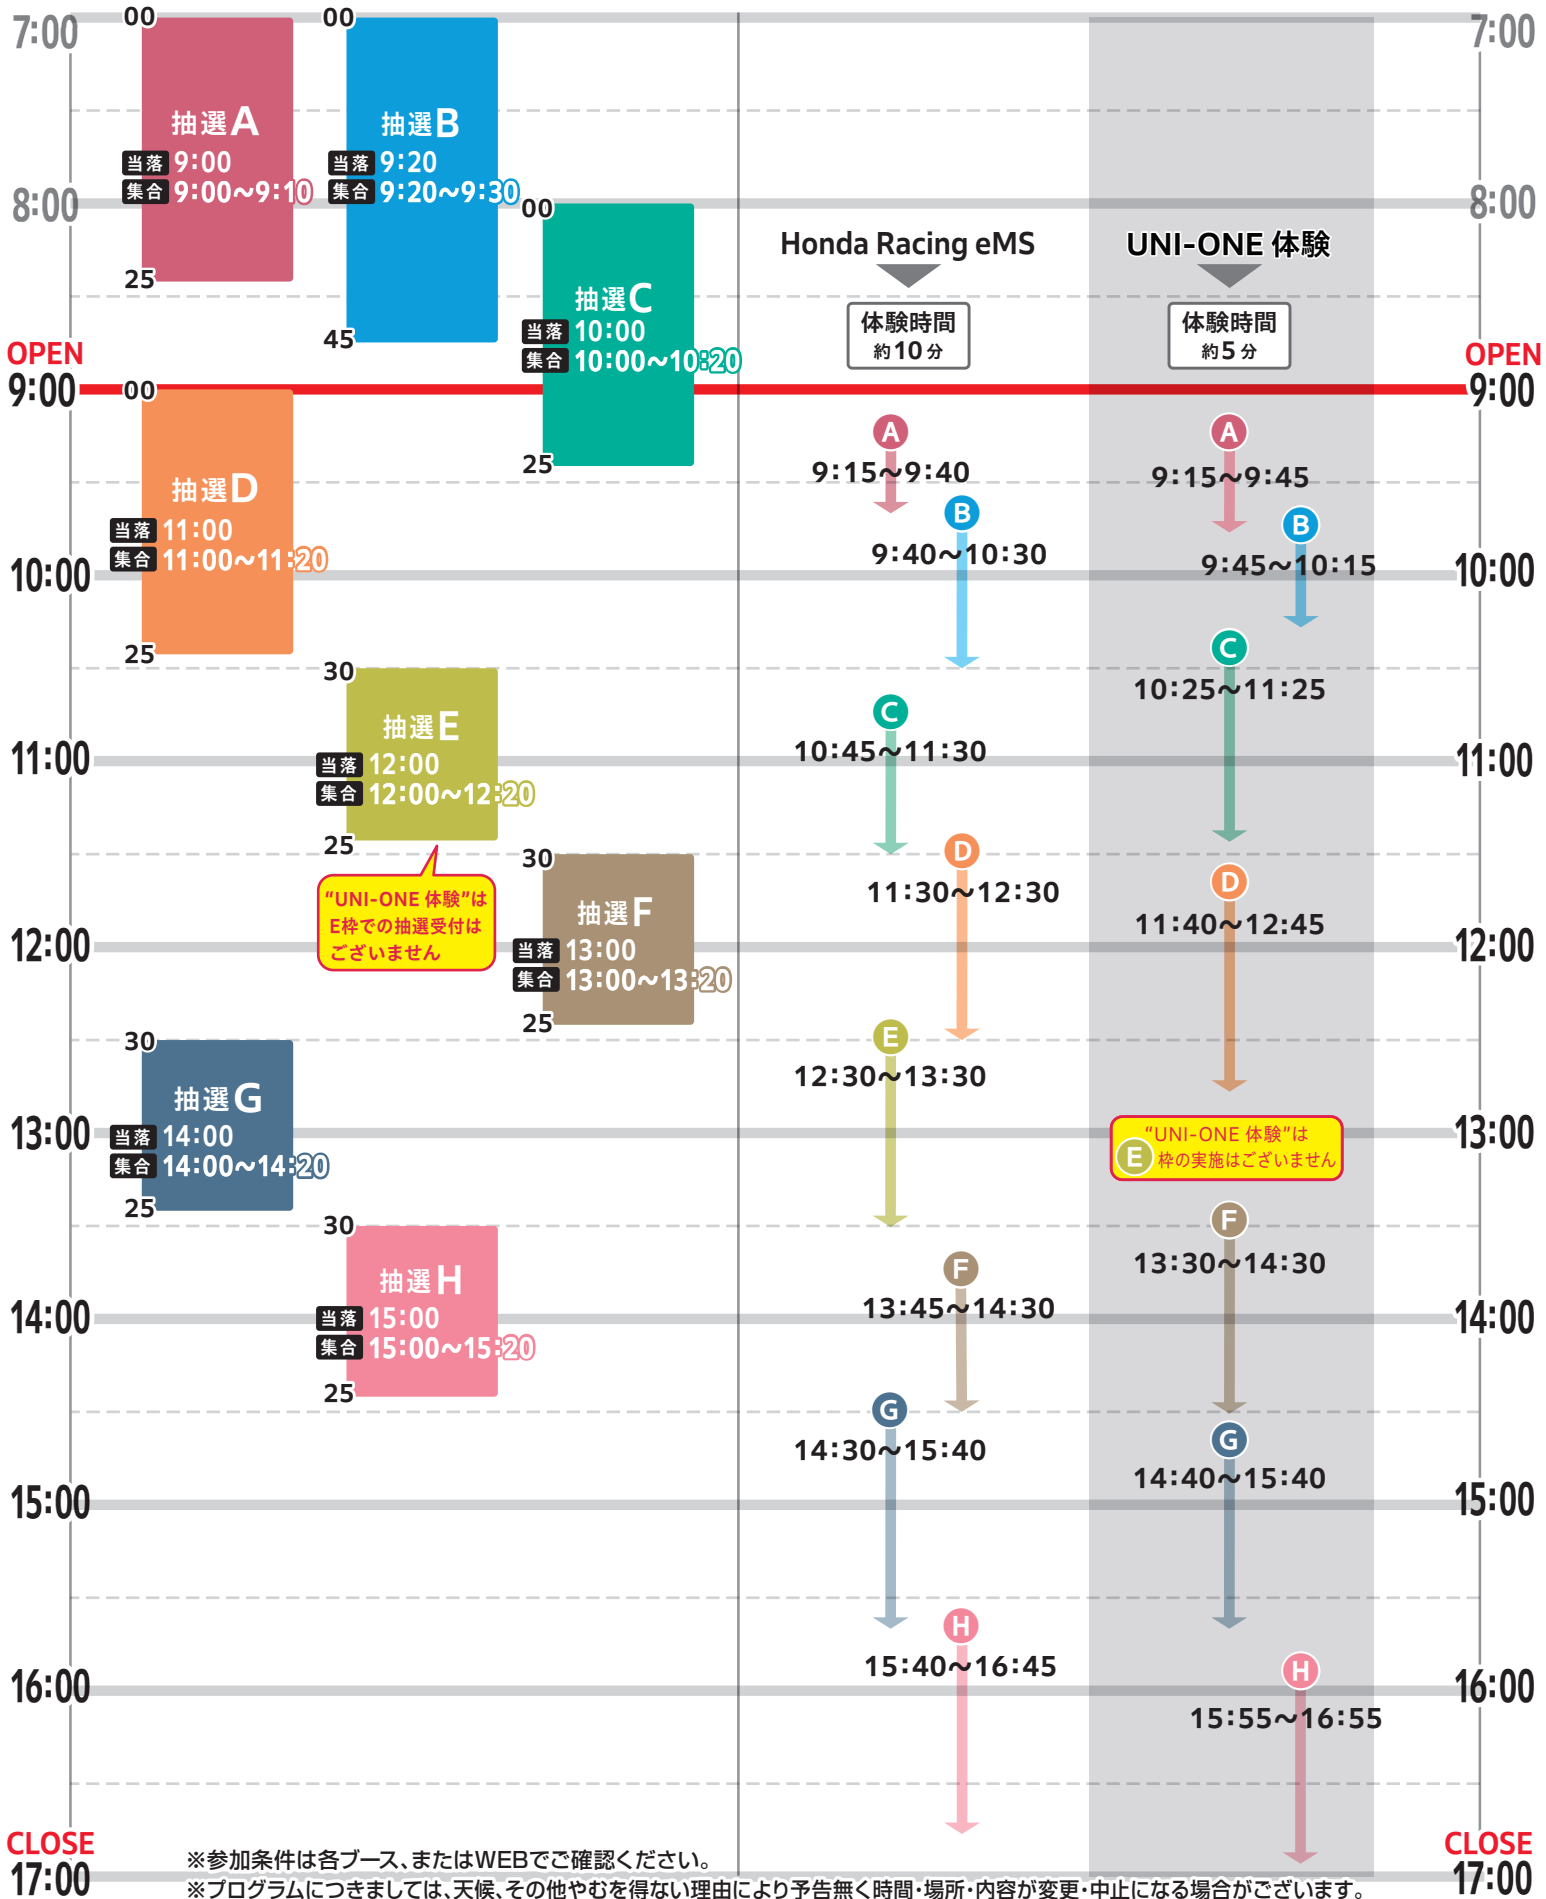 7:00
00
00
7:00
抽選A
当落 9:00
集合 9:00～9:10
25
抽選B
当落 9:20
集合 9:20～9:30
45
8:00
00
8:00
抽選C
当落 10:00
集合 10:00～10:20
25
Honda Racing eMS
体験時間
約10分
UNI-ONE 体験
体験時間
約5分
OPEN
9:00
00
OPEN
9:00
抽選D
当落 11:00
集合 11:00～11:20
25
A
9:15～9:40
A
9:15～9:45
B
9:40～10:30
B
9:45～10:15
10:00
10:00
30
抽選E
当落 12:00
集合 12:00～12:20
25
“UNI-ONE 体験”は
E枠での抽選受付は
ございません
C
10:45～11:30
C
10:25～11:25
11:00
11:00
30
抽選F
当落 13:00
集合 13:00～13:20
25
D
11:30～12:30
D
11:40～12:45
12:00
12:00
30
抽選G
当落 14:00
集合 14:00～14:20
25
E
12:30～13:30
“UNI-ONE 体験”は
E 枠の実施はございません
13:00
13:00
30
抽選H
当落 15:00
集合 15:00～15:20
25
F
13:45～14:30
F
13:30～14:30
14:00
14:00
G
14:30～15:40
G
14:40～15:40
15:00
15:00
H
15:40～16:45
H
15:55～16:55
16:00
16:00
CLOSE
17:00
CLOSE
17:00
※参加条件は各ブース、またはWEBでご確認ください。
※プログラムにつきましては、天候、その他やむを得ない理由により予告無く時間・場所・内容が変更・中止になる場合がございます。